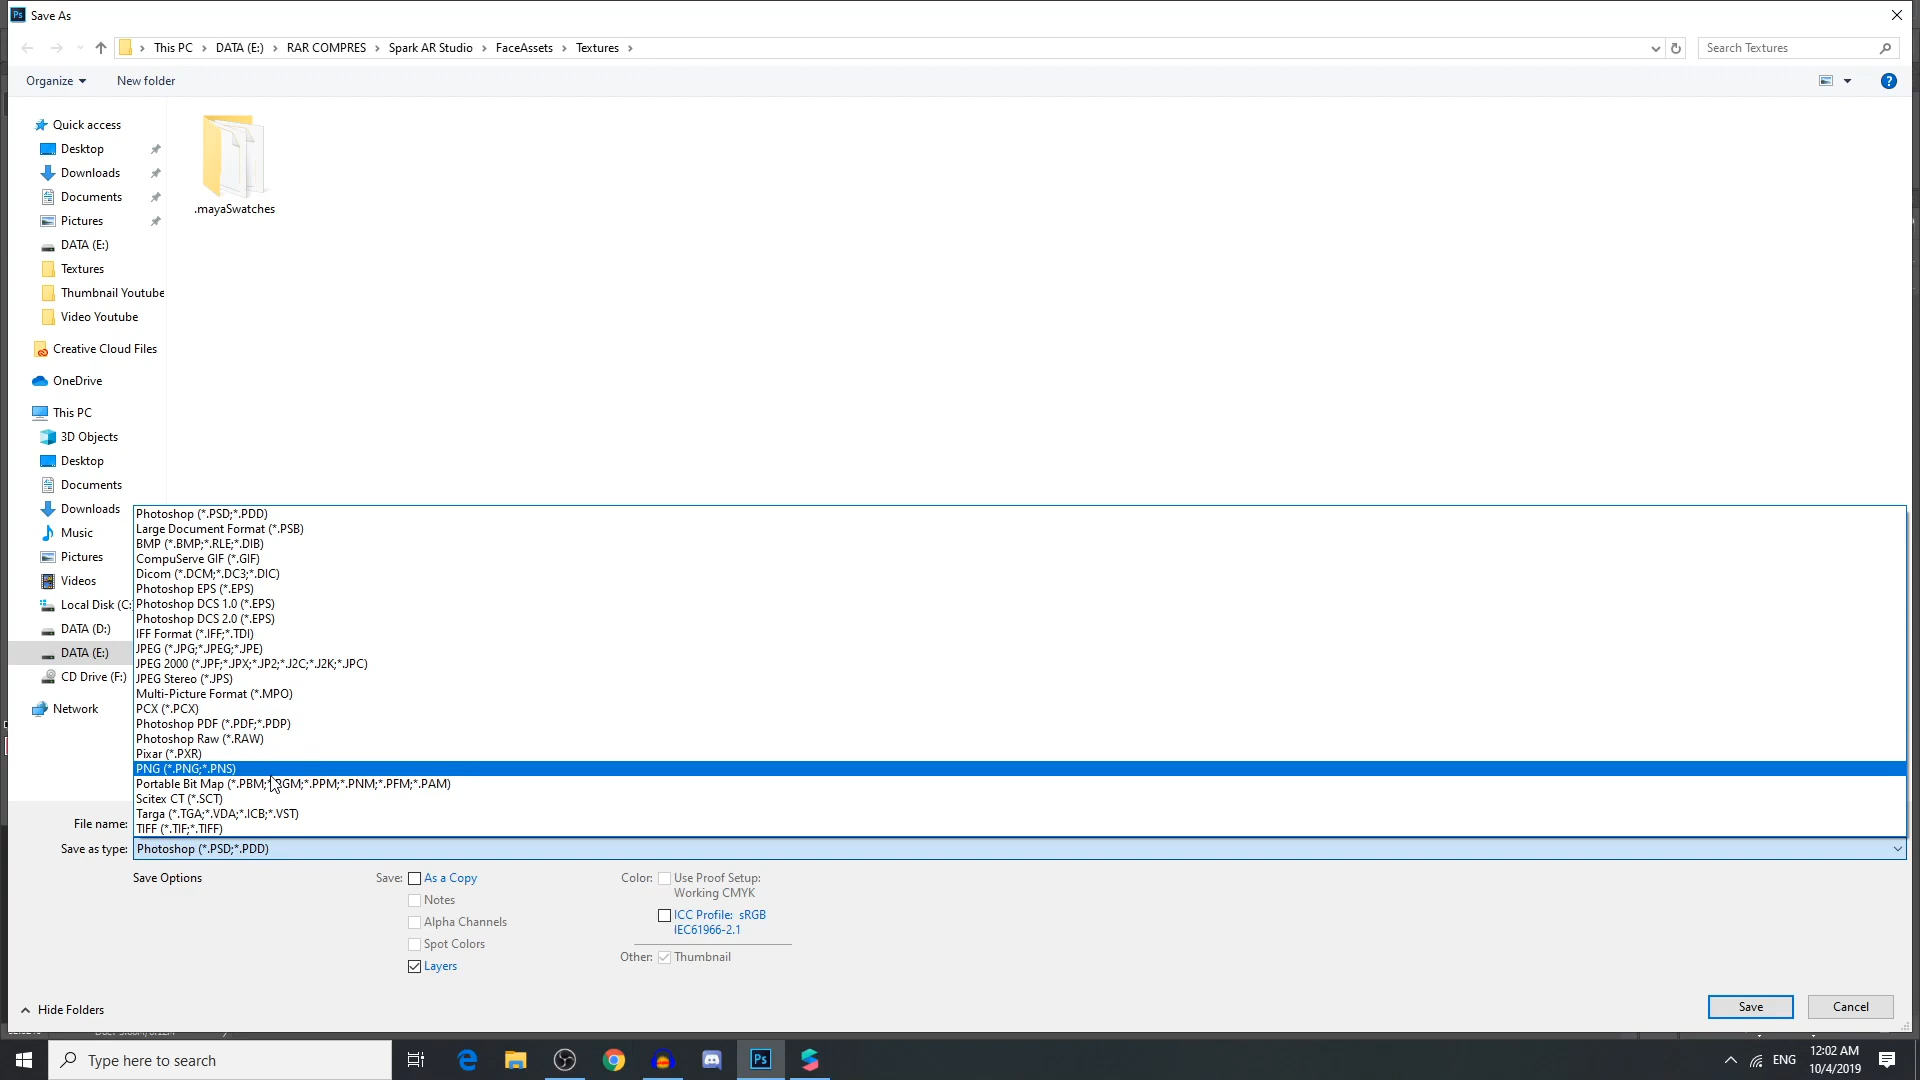 Ps Save As
This PC > DATA (E:) > RAR COMPRES > Spark AR Studio > FaceAssets > Textures >
Search Textures
Organize
New folder
Quick access
Desktop
Downloads
Documents
Pictures
DATA (E:)
Textures
Thumbnail Youtube
Video Youtube
Creative Cloud Files
OneDrive
This PC
3D Objects
Desktop
Documents
Downloads
Music
Pictures
Videos
Local Disk (C:
DATA (D:)
DATA (E:)
CD Drive (F:)
Network
.mayaSwatches
Photoshop (*.PSD;*.PDD)
Large Document Format (*.PSB)
BMP (*.BMP;*.RLE;*.DIB)
CompuServe GIF (*.GIF)
Dicom (*.DCM;*.DC3;*.DIC)
Photoshop EPS (*.EPS)
Photoshop DCS 1.0 (*.EPS)
Photoshop DCS 2.0 (*.EPS)
IFF Format (*.IFF;*.TDI)
JPEG (*.JPG;*.JPEG;*.JPE)
JPEG 2000 (*.JPF;*.JPX;*.JP2;*.J2C;*.J2K;*.JPC)
JPEG Stereo (*.JPS)
Multi-Picture Format (*.MPO)
PCX (*.PCX)
Photoshop PDF (*.PDF;*.PDP)
Photoshop Raw (*.RAW)
Pixar (*.PXR)
PNG (*.PNG;*.PNS)
Portable Bit Map (*.PBM;*.PGM;*.PPM;*.PNM;*.PFM;*.PAM)
Scitex CT (*.SCT)
Targa (*.TGA;*.VDA;*.ICB;*.VST)
TIFF (*.TIF;*.TIFF)
File name:
Save as type: Photoshop (*.PSD;*.PDD)
Save Options
Save: As a Copy
Notes
Alpha Channels
Spot Colors
Layers
Color: Use Proof Setup:
Working CMYK
ICC Profile: sRGB
IEC61966-2.1
Other: Thumbnail
Hide Folders
Save
Cancel
Type here to search
Ps
ENG
12:02 AM
10/4/2019